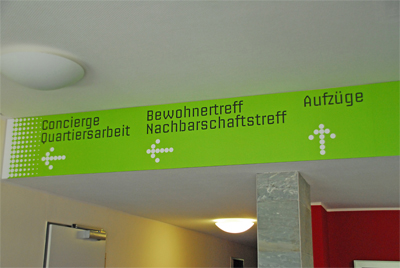 Concierge
Quartiersarbeit
Bewohnertreff
Nachbarschaftstreff
Aufzüge